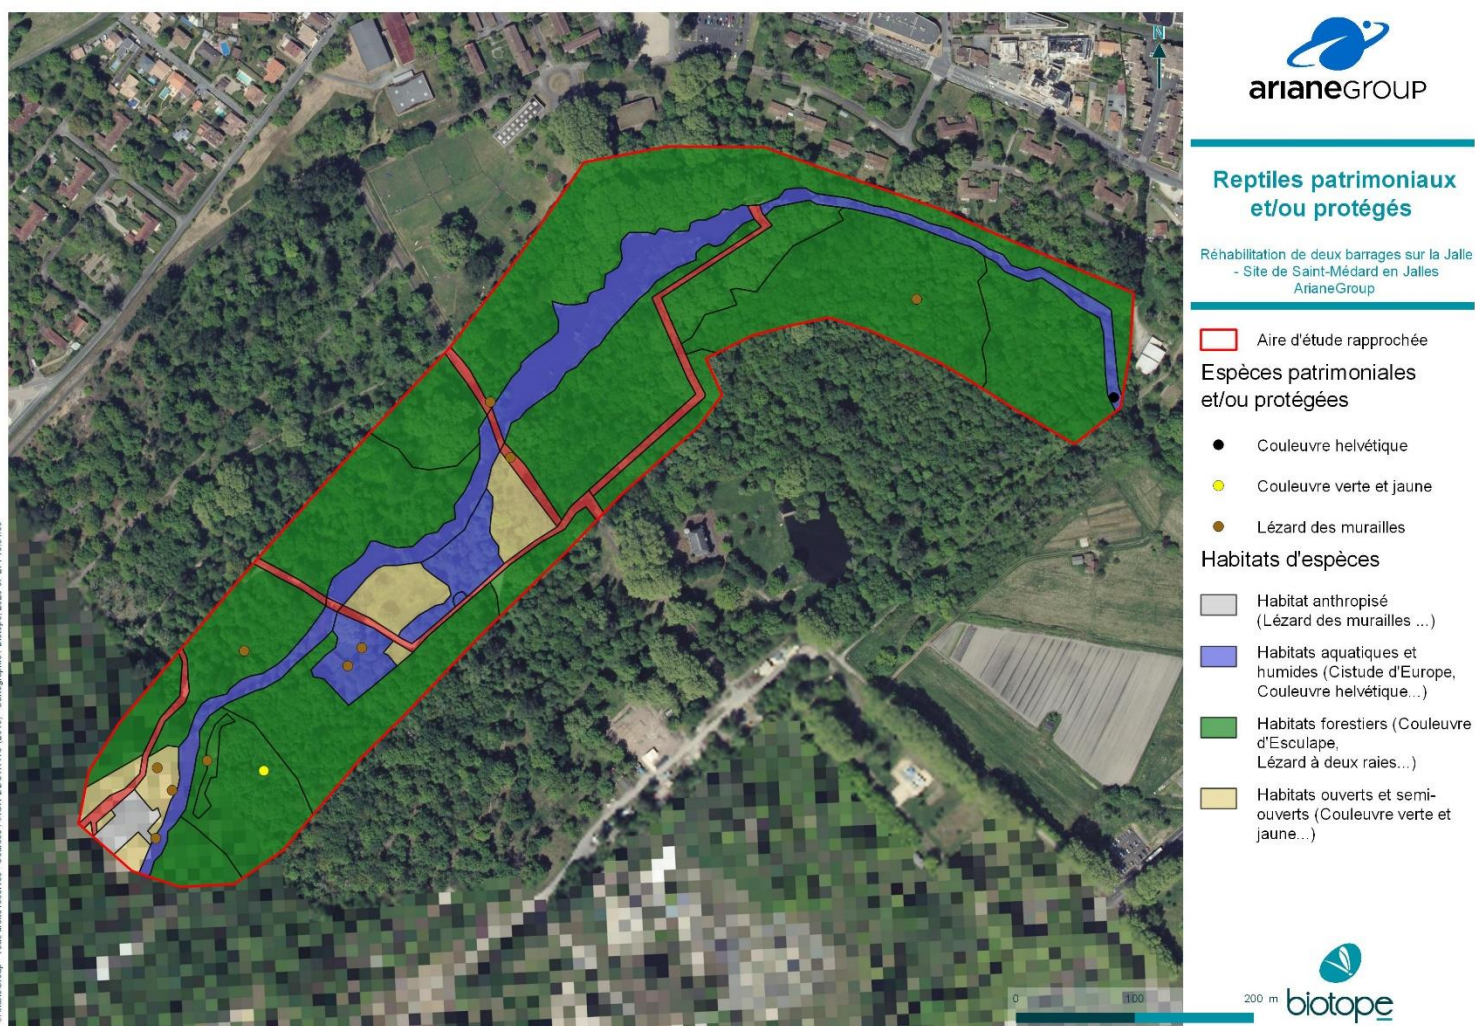 N
arianeGROUP
Reptiles patrimoniaux
et/ou protégés
Réhabilitation de deux barrages sur la Jalle
- Site de Saint-Médard en Jalles
ArianeGroup
Aire d'étude rapprochée
Espèces patrimoniales
et/ou protégées
Couleuvre helvétique
Couleuvre verte et jaune
Lézard des murailles
Habitats d'espèces
Habitat anthropisé
(Lézard des murailles ...)
Habitats aquatiques et
humides (Cistude d'Europe,
Couleuvre helvétique...)
Habitats forestiers (Couleuvre
d'Esculape,
Lézard à deux raies...)
Habitats ouverts et semi-
ouverts (Couleuvre verte et
jaune...)
0 100 200 m
biotope